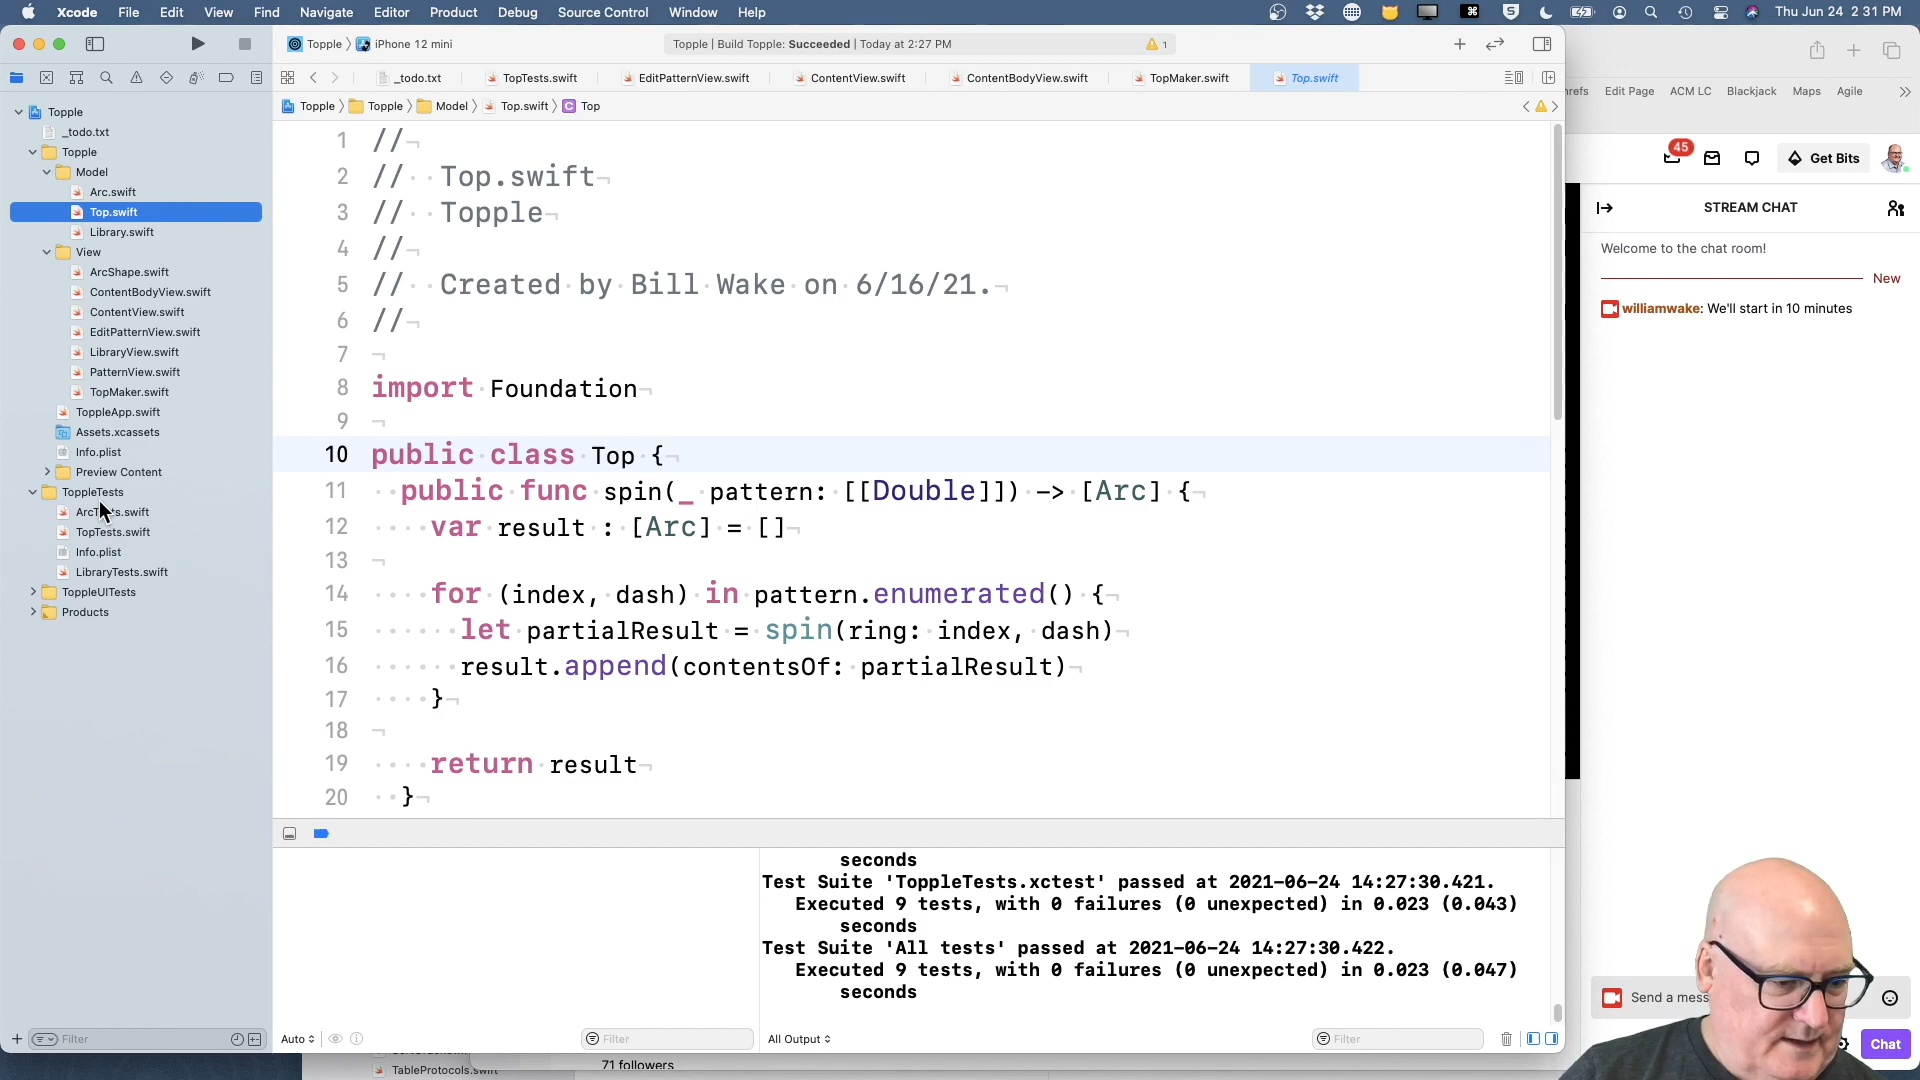 Xcode File Edit View Find Navigate Editor Product Debug Source Control Window Help Thu Jun 24 2 31 PM
Topple iPhone 12 mini
Topple | Build Topple: Succeeded | Today at 2:27 PM 1
_todo.txt TopTests.swift EditPatternView.swift ContentView.swift ContentBodyView.swift TopMaker.swift Top.swift
Topple Topple Model Top.swift C Top
Topple
_todo.txt
Topple
Model
Arc.swift
Top.swift
Library.swift
View
ArcShape.swift
ContentBodyView.swift
ContentView.swift
EditPatternView.swift
LibraryView.swift
PatternView.swift
TopMaker.swift
ToppleApp.swift
Assets.xcassets
Info.plist
Preview Content
ToppleTests
TopTests.swift
Info.plist
LibraryTests.swift
ToppleUITests
Products
Filter
1 //
2 // Top.swift
3 // Topple
4 //
5 // Created by Bill Wake on 6/16/21.
6 //
7
8 import Foundation
9
10 public class Top {
11 public func spin(_ pattern: [[Double]]) -> [Arc] {
12 var result : [Arc] = []
13
14 for (index, dash) in pattern.enumerated() {
15 let partialResult = spin(ring: index, dash)
16 result.append(contentsOf: partialResult)
17 }
18
19 return result
20 }
seconds
Test Suite 'ToppleTests.xctest' passed at 2021-06-24 14:27:30.421.
Executed 9 tests, with 0 failures (0 unexpected) in 0.023 (0.043)
seconds
Test Suite 'All tests' passed at 2021-06-24 14:27:30.422.
Executed 9 tests, with 0 failures (0 unexpected) in 0.023 (0.047)
seconds
Auto Filter All Output Filter
TableProtocols.swift 71 followers
Edit Page ACM LC Blackjack Maps Agile
45 Get Bits
STREAM CHAT
Welcome to the chat room!
New
williamwake: We'll start in 10 minutes
Send a mess
Chat